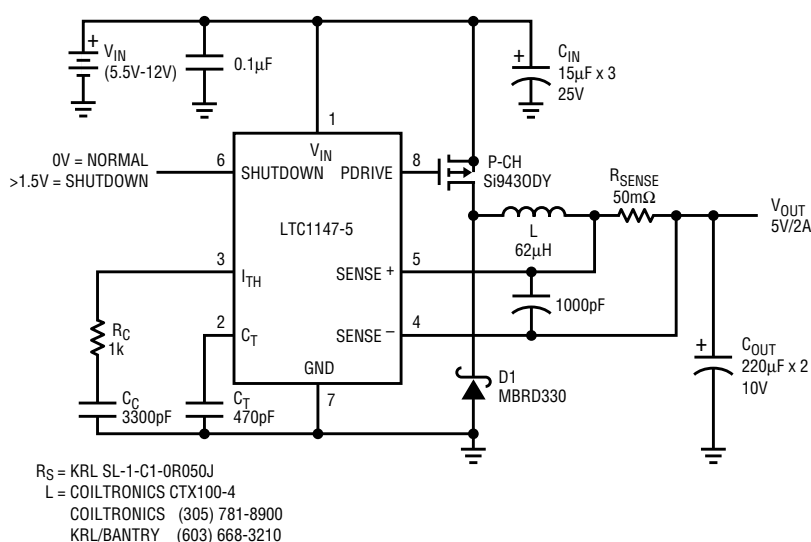 +
V_IN
(5.5V-12V)
0.1μF
+
C_IN
15μF x 3
25V
1
V_IN
0V = NORMAL
>1.5V = SHUTDOWN
6
SHUTDOWN
PDRIVE
8
P-CH
Si943ODY
LTC1147-5
L
62μH
R_SENSE
50mΩ
V_OUT
5V/2A
3
I_TH
SENSE +
5
1000pF
R_C
1k
2
C_T
SENSE –
4
GND
7
C_C
3300pF
C_T
470pF
D1
MBRD330
+
C_OUT
220μF x 2
10V
R_S = KRL SL-1-C1-0R050J
L = COILTRONICS CTX100-4
COILTRONICS (305) 781-8900
KRL/BANTRY (603) 668-3210